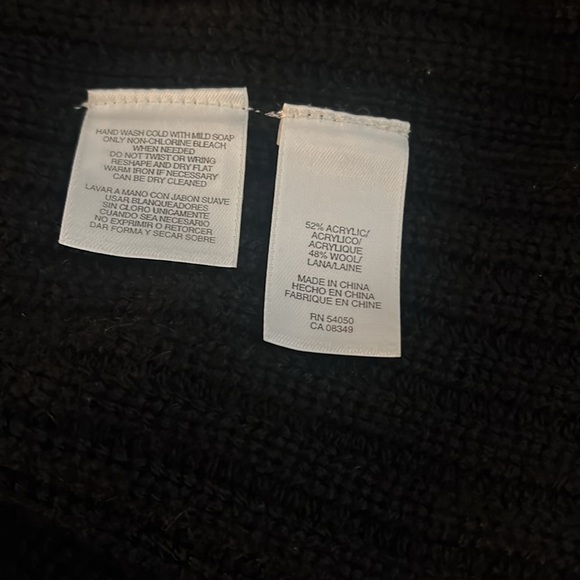 HAND WASH COLD WITH MILD SOAP
ONLY NON-CHLORINE BLEACH
WHEN NEEDED
DO NOT TWIST OR WRING
RESHAPE AND DRY FLAT
WARM IRON IF NECESSARY
CAN BE DRY CLEANED
LAVAR A MANO CON JABON SUAVE
USAR BLANQUEADORES
SIN CLORO UNICAMENTE
CUANDO SEA NECESARIO
NO EXPRIMIR O RETORCER
DAR FORMA Y SECAR SOBRE
52% ACRYLIC/
ACRYLICO/
ACRYLIQUE
48% WOOL/
LANA/LAINE
MADE IN CHINA
HECHO EN CHINA
FABRIQUE EN CHINE
RN 54050
CA 08349